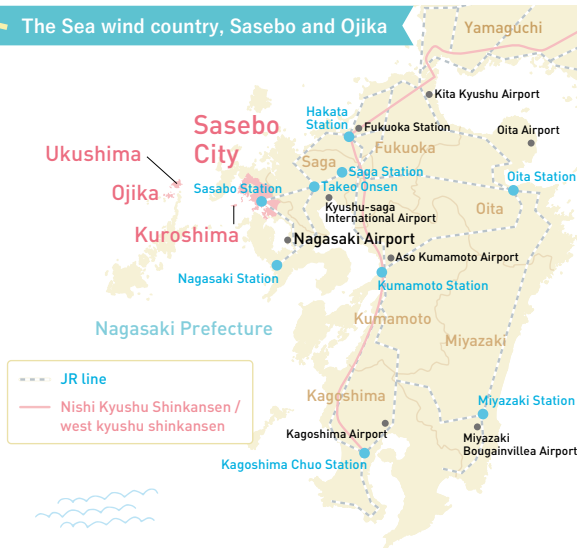 The Sea wind country, Sasebo and Ojika
Yamaguchi
Kita Kyushu Airport
Hakata
Station
Fukuoka Station
Oita Airport
Sasebo
City
Fukuoka
Ukushima
Saga
Saga Station
Oita Station
Ojika
Sasabo Station
Takeo Onsen
Kyushu-saga
International Airport
Oita
Kuroshima
Nagasaki Airport
Aso Kumamoto Airport
Nagasaki Station
Kumamoto Station
Nagasaki Prefecture
Kumamoto
Miyazaki
JR line
Nishi Kyushu Shinkansen /
west kyushu shinkansen
Kagoshima
Miyazaki Station
Kagoshima Airport
Miyazaki
Bougainvillea Airport
Kagoshima Chuo Station